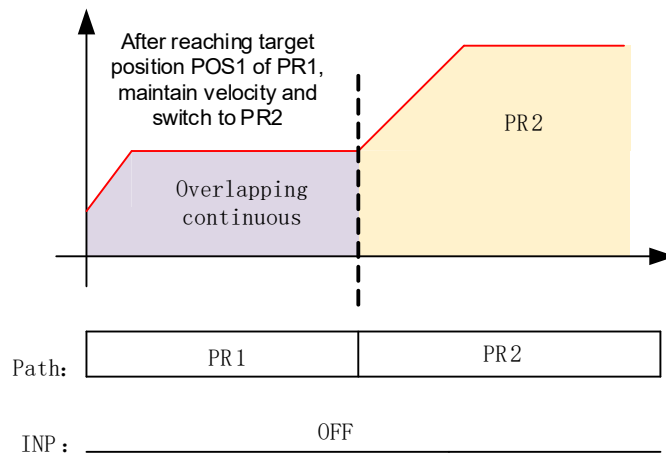 After reaching target
position POS1 of PR1,
maintain velocity and
switch to PR2
PR2
Overlapping
continuous
Path: PR1 PR2
INP: OFF